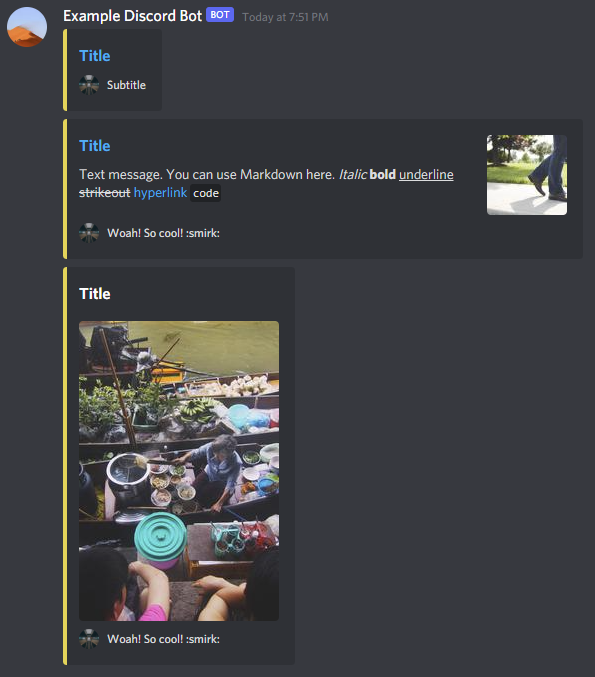 Example Discord Bot BOT Today at 7:51 PM
Title
Subtitle
Title
Text message. You can use Markdown here. Italic bold underline
strikeout hyperlink code
Woah! So cool! :smirk:
Title
Woah! So cool! :smirk: